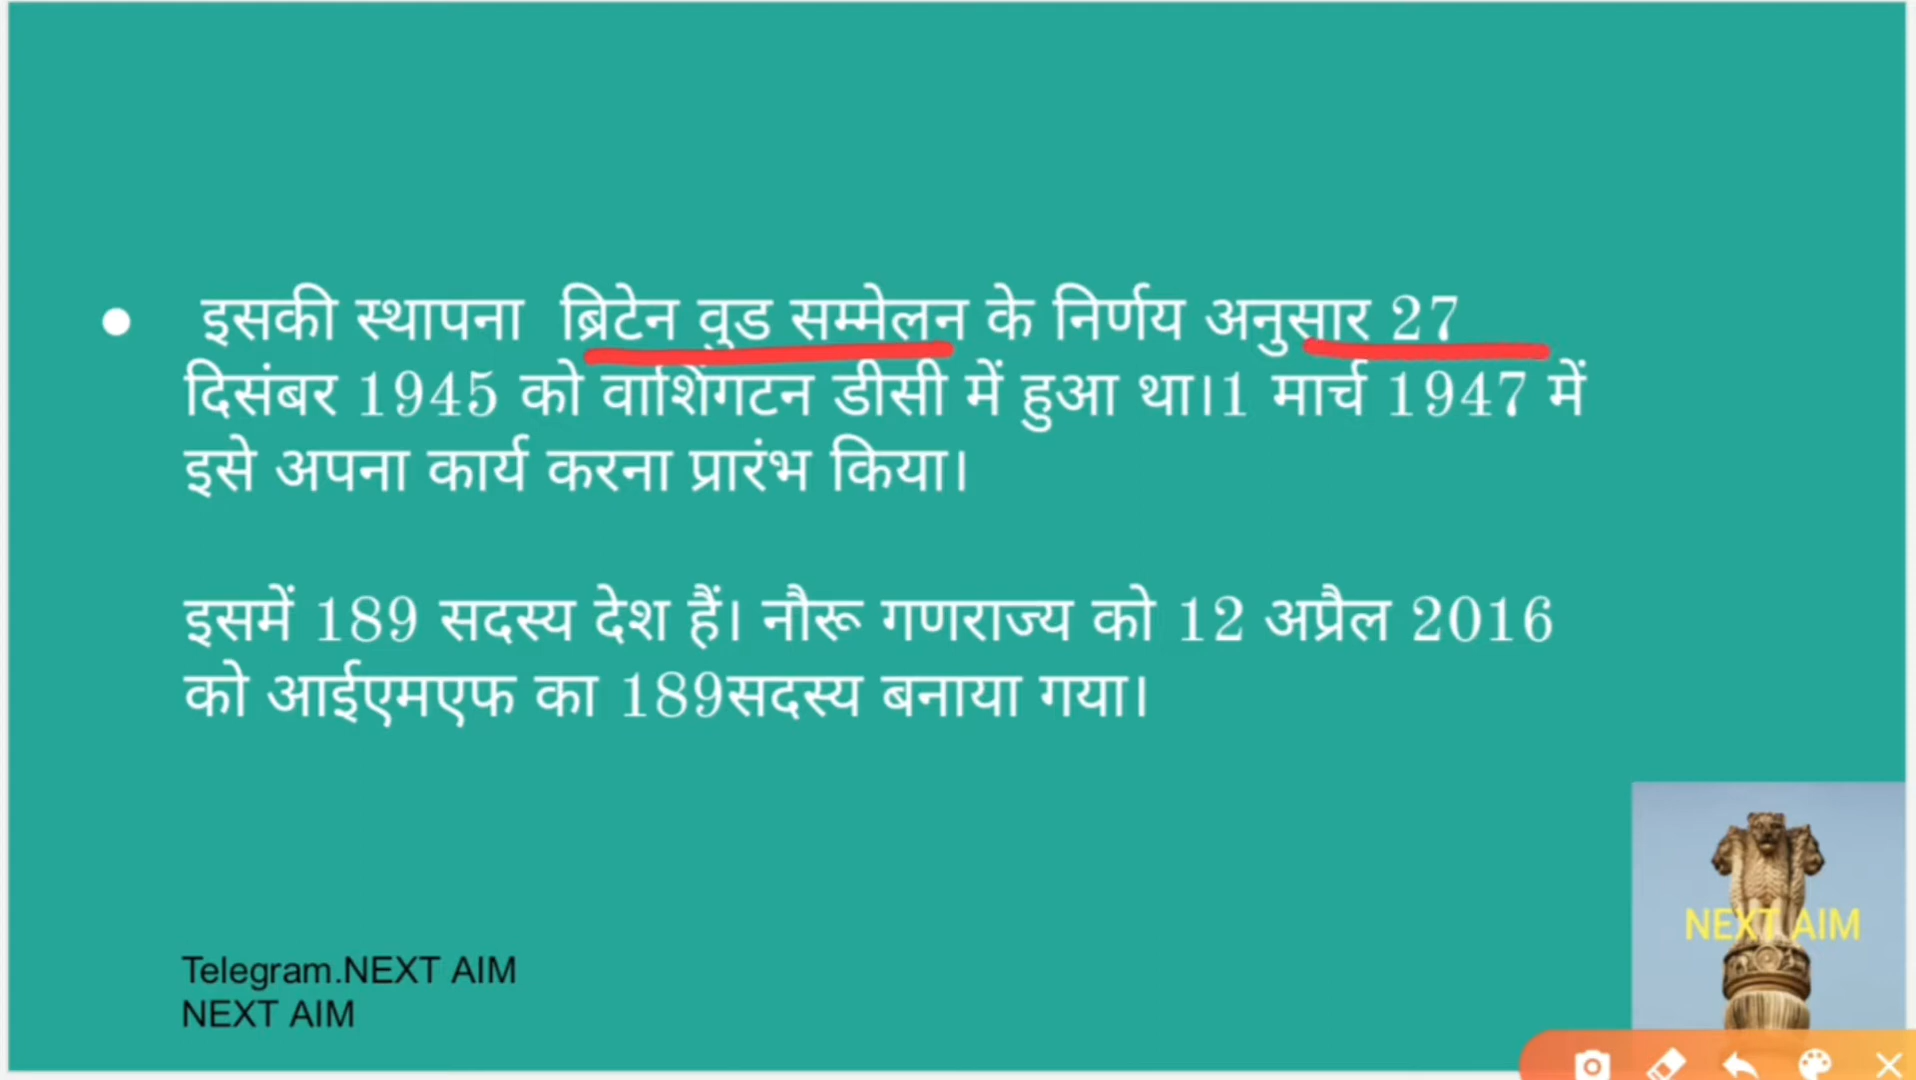 इसकी स्थापना ब्रिटेन वुड सम्मेलन के निर्णय अनुसार 27
दिसंबर 1945 को वाशिंगटन डीसी में हुआ था।1 मार्च 1947 में
इसे अपना कार्य करना प्रारंभ किया।
इसमें 189 सदस्य देश हैं। नौरू गणराज्य को 12 अप्रैल 2016
को आईएमएफ का 189सदस्य बनाया गया।
NEXT AIM
Telegram.NEXT AIM
NEXT AIM